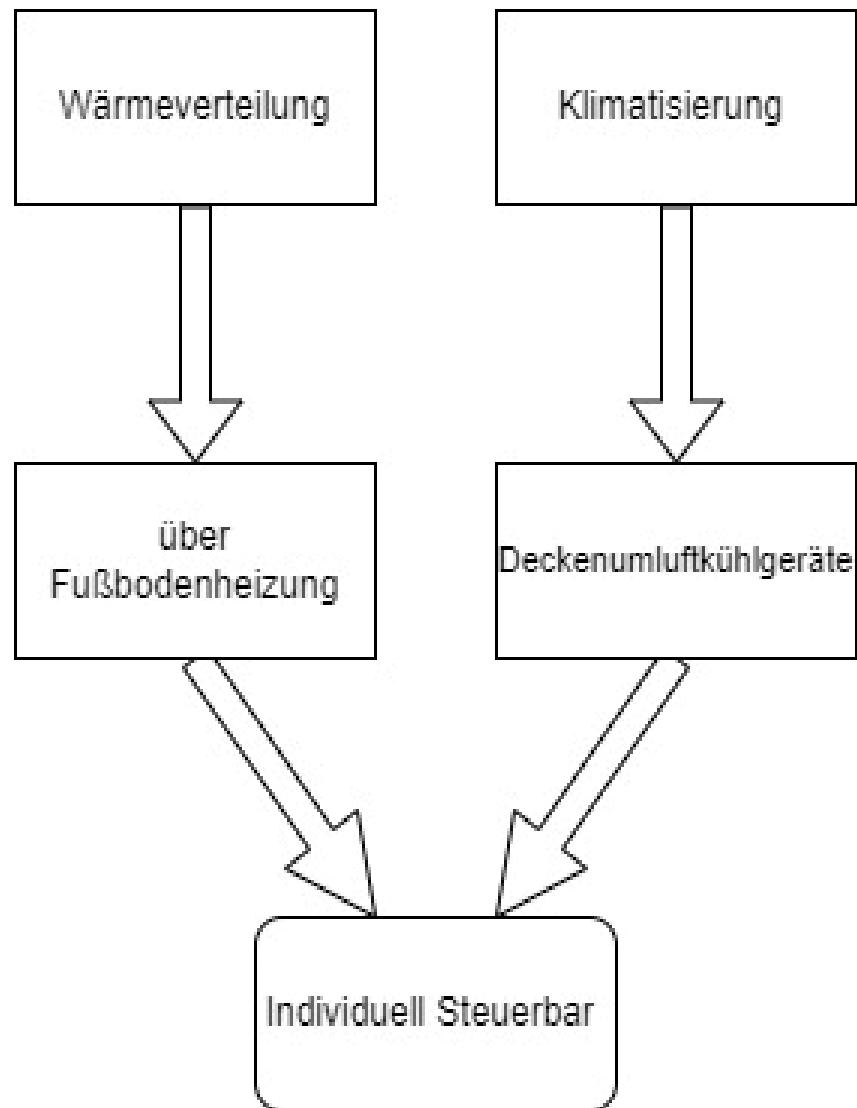 Wärmeverteilung
Klimatisierung
über
Fußbodenheizung
Deckenumluftkühlgeräte
Individuell Steuerbar